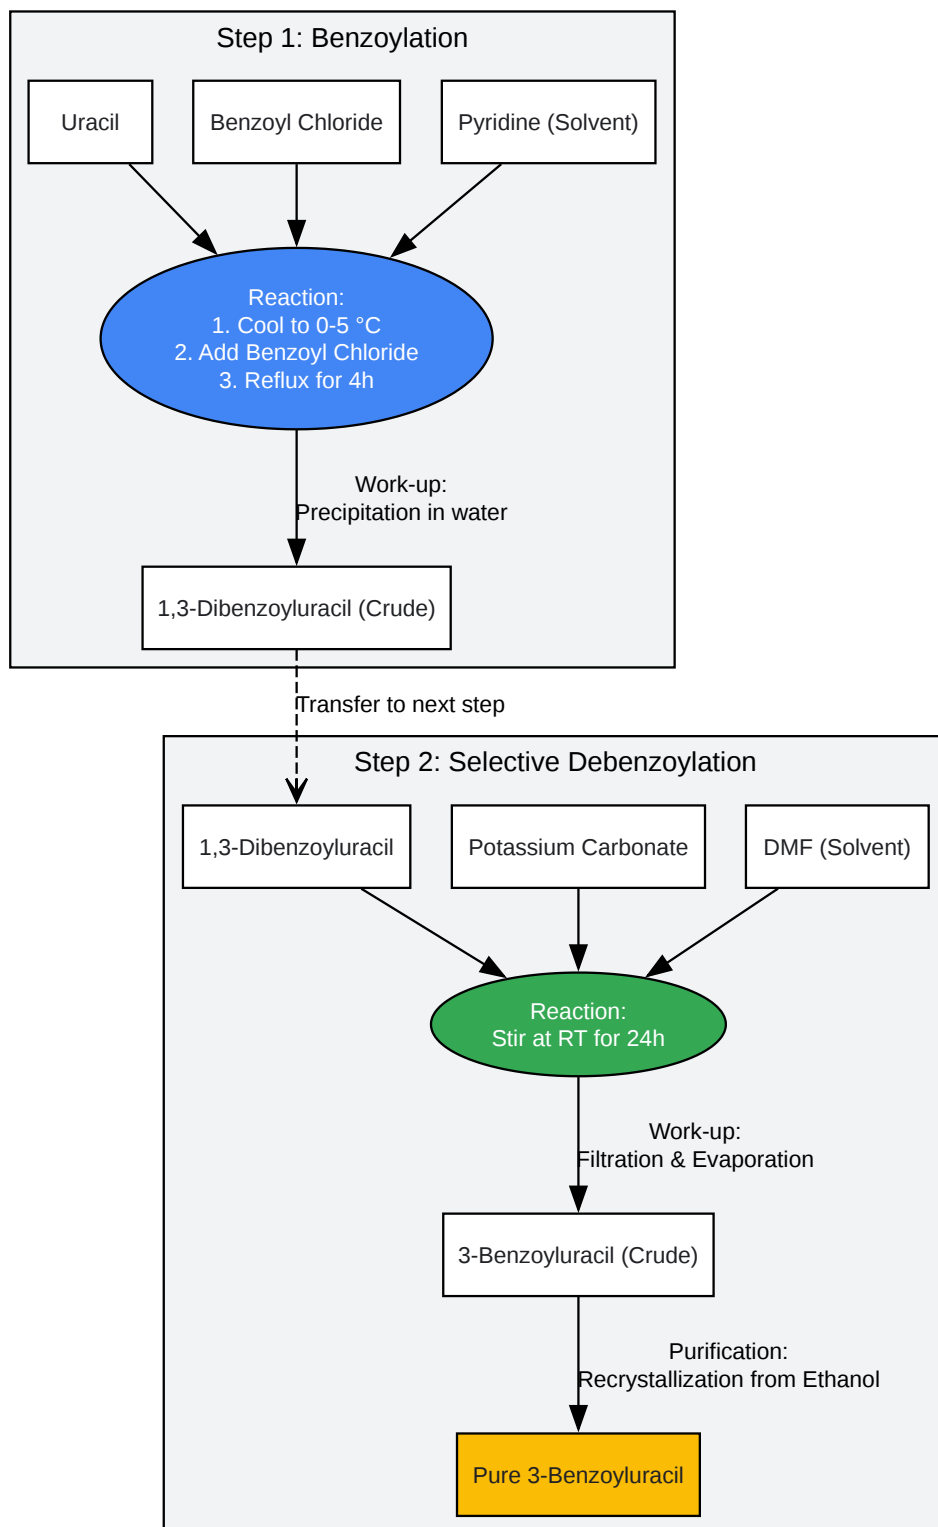 Step 1: Benzoylation
Uracil
Benzoyl Chloride
Pyridine (Solvent)
Reaction:
1. Cool to 0-5 °C
2. Add Benzoyl Chloride
3. Reflux for 4h
Work-up:
Precipitation in water
1,3-Dibenzoyluracil (Crude)
Transfer to next step
Step 2: Selective Debenzoylation
1,3-Dibenzoyluracil
Potassium Carbonate
DMF (Solvent)
Reaction:
Stir at RT for 24h
Work-up:
Filtration & Evaporation
3-Benzoyluracil (Crude)
Purification:
Recrystallization from Ethanol
Pure 3-Benzoyluracil